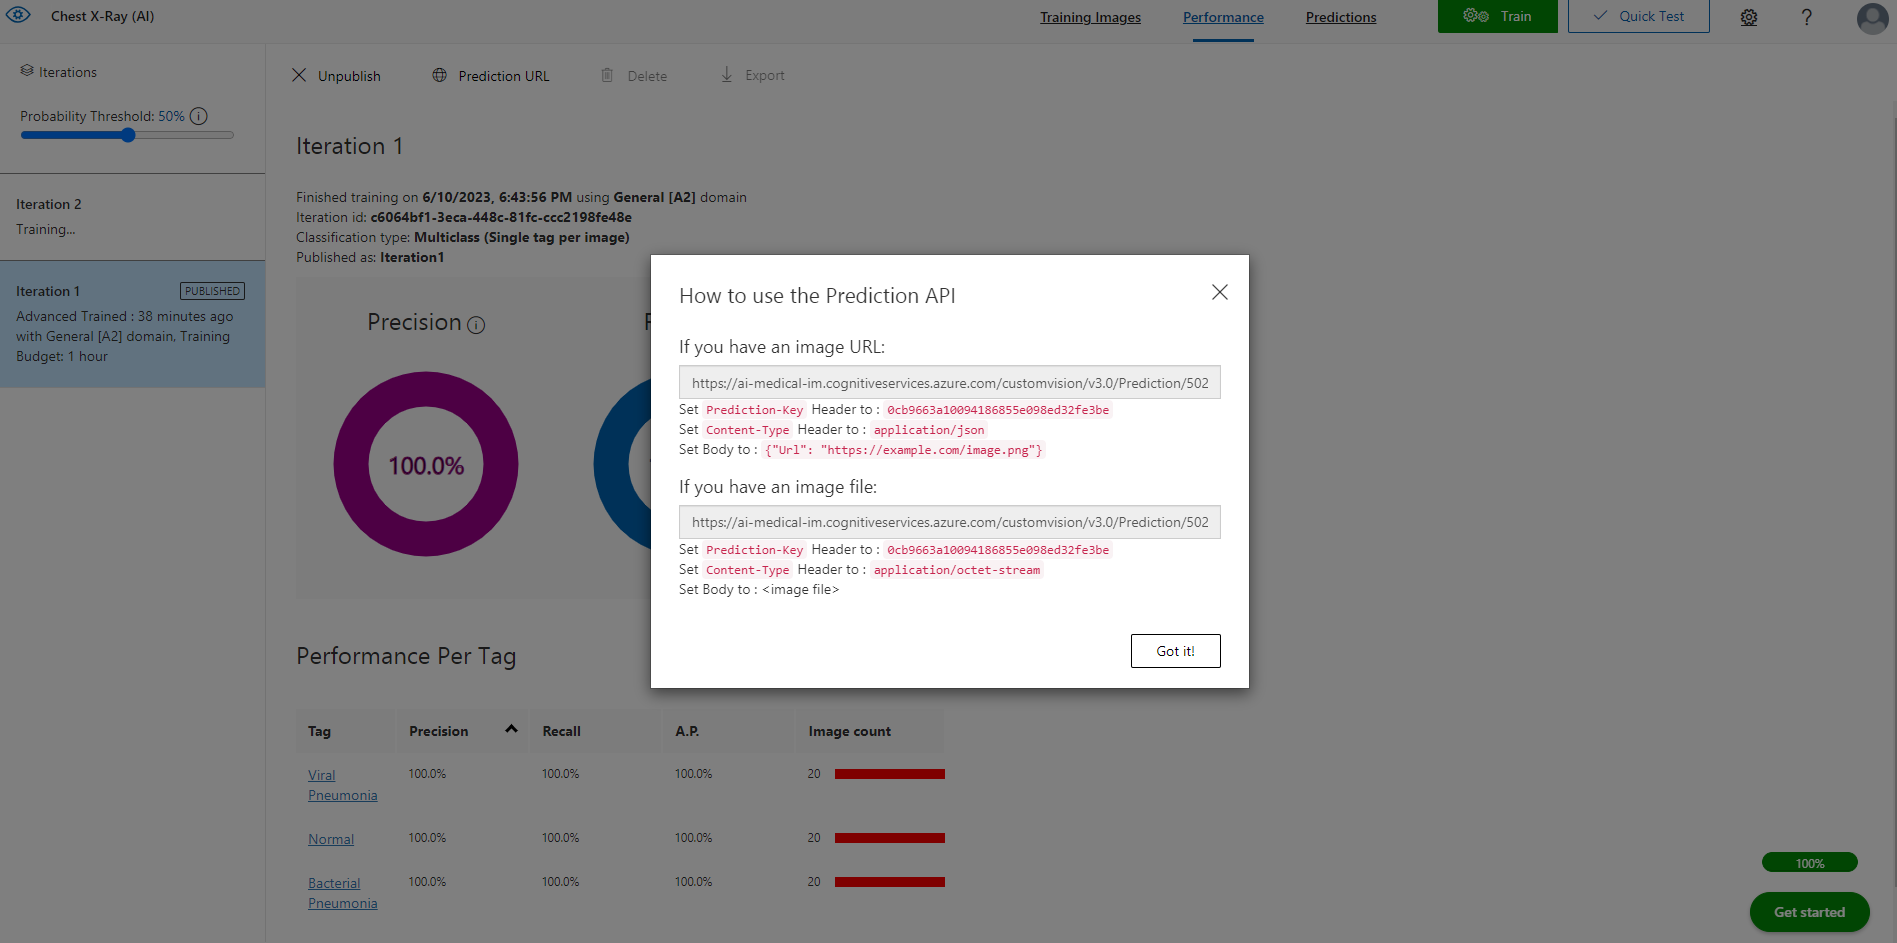 Chest X-Ray (AI)
Training Images
Performance
Predictions
Train
Quick Test
?
Iterations
Probability Threshold: 50%
Iteration 2
Training...
Iteration 1
PUBLISHED
Advanced Trained : 38 minutes ago
with General [A2] domain, Training
Budget: 1 hour
Unpublish
Prediction URL
Delete
Export
Iteration 1
Finished training on 6/10/2023, 6:43:56 PM using General [A2] domain
Iteration id: c6064bf1-3eca-448c-81fc-ccc2198fe48e
Classification type: Multiclass (Single tag per image)
Published as: Iteration1
Precision
100.0%
How to use the Prediction API
If you have an image URL:
https://ai-medical-im.cognitiveservices.azure.com/customvision/v3.0/Prediction/502
Set Prediction-Key Header to : 0cb9663a10094186855e098ed32fe3be
Set Content-Type Header to : application/json
Set Body to : {"Url": "https://example.com/image.png"}
If you have an image file:
https://ai-medical-im.cognitiveservices.azure.com/customvision/v3.0/Prediction/502
Set Prediction-Key Header to : 0cb9663a10094186855e098ed32fe3be
Set Content-Type Header to : application/octet-stream
Set Body to : <image file>
Got it!
Performance Per Tag
Tag Precision Recall A.P. Image count
Viral
Pneumonia
100.0% 100.0% 100.0% 20
Normal 100.0% 100.0% 100.0% 20
Bacterial
Pneumonia
100.0% 100.0% 100.0% 20
100%
Get started